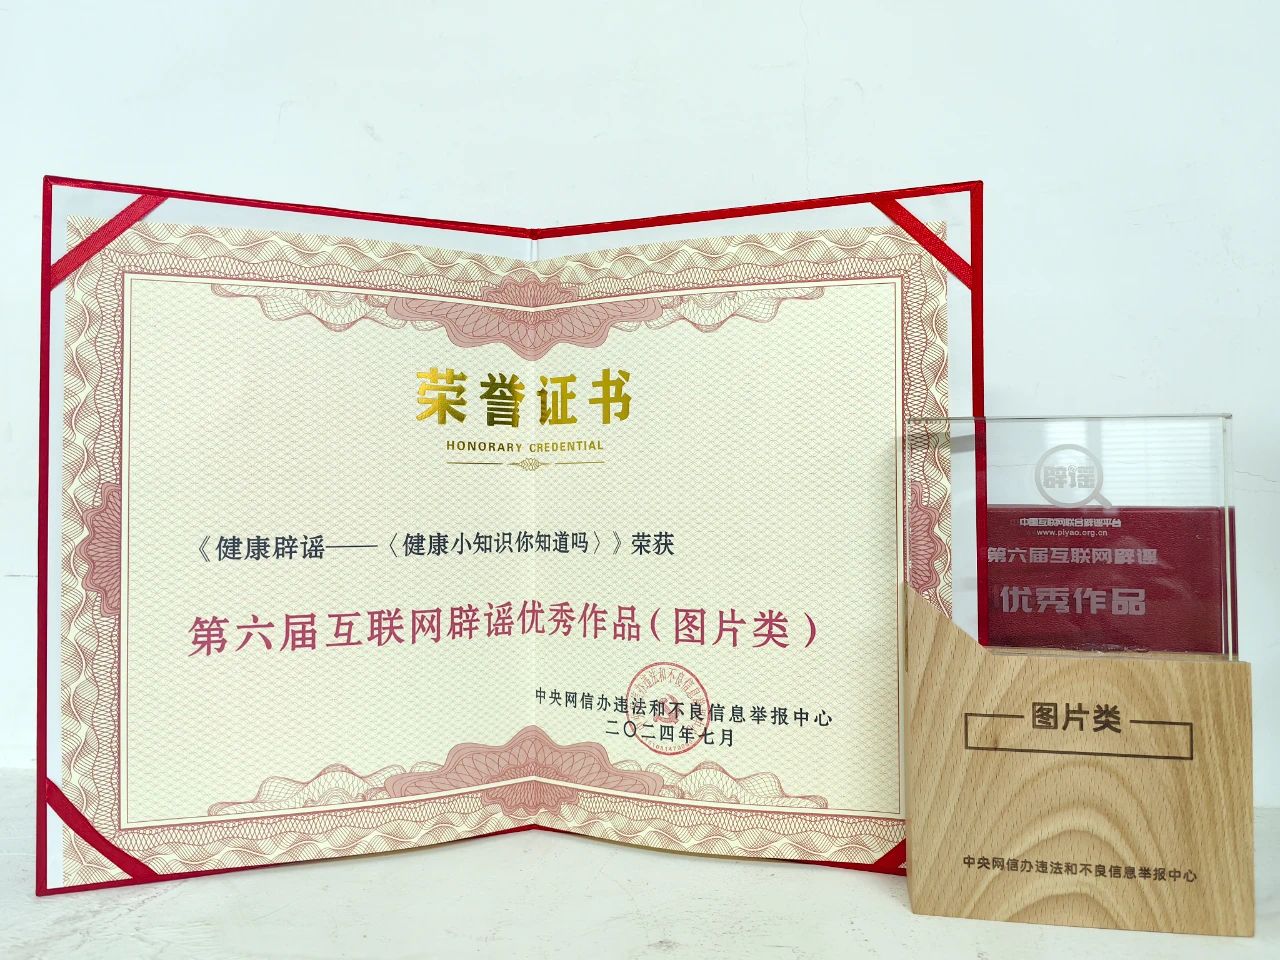 荣誉证书
HONORARY CREDENTIAL
《健康辟谣——〈健康小知识你知道吗〉》荣获
第六届互联网辟谣优秀作品(图片类)
中央网信办违法和不良信息举报中心
二〇二四年七月
辟谣
中国互联网联合辟谣平台
www.piyao.org.cn
第六届互联网辟谣
优秀作品
图片类
中央网信办违法和不良信息举报中心